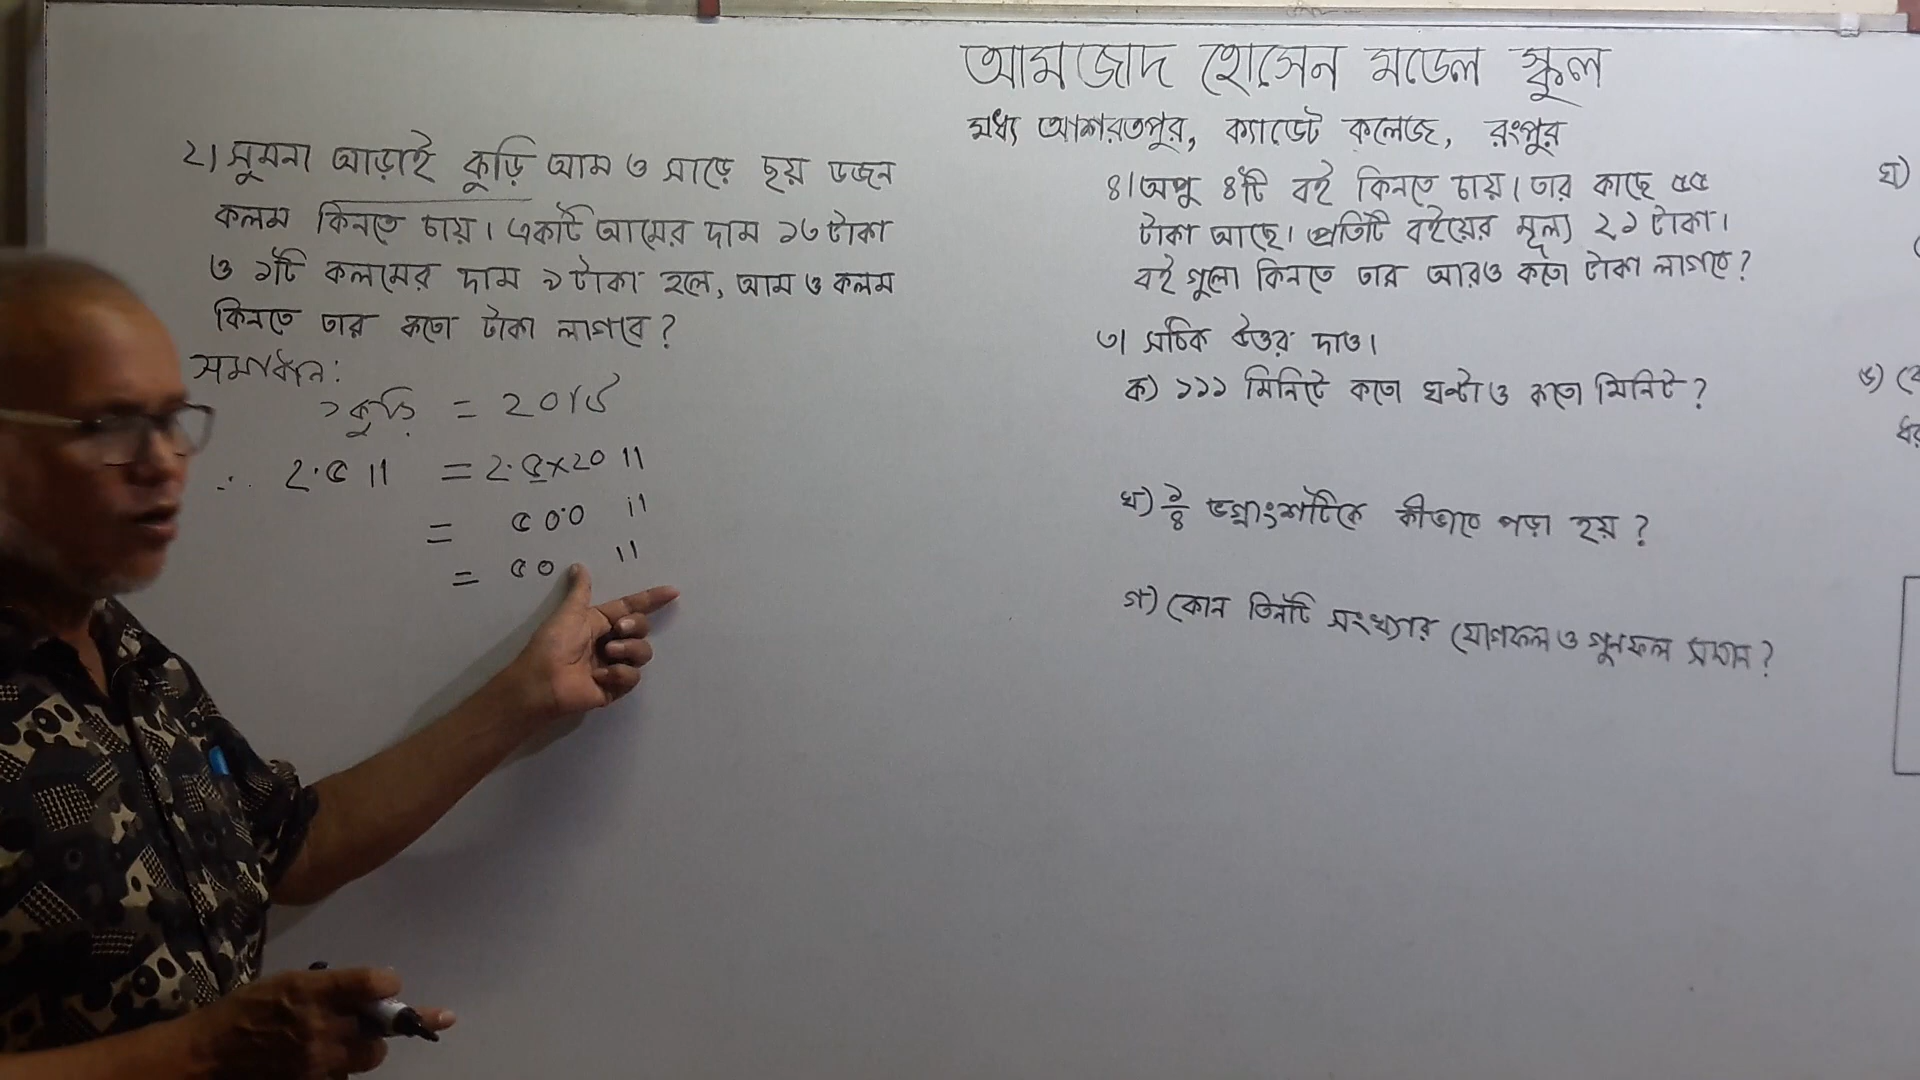 আমজাদ হোসেন মডেল স্কুল
মধ্য আশরতপুর, ক্যাডেট কলেজ, রংপুর
২। সুমনা আড়াই কুড়ি আম ও সাড়ে ছয় ডজন
কলম কিনতে চায়। একটি আমের দাম ১৬ টাকা
ও ১টি কলমের দাম ৯ টাকা হলে, আম ও কলম
কিনতে তার কতো টাকা লাগবে?
সমাধান:
১ কুড়ি = ২০টি
∴ ২.৫ ॥ = ২.৫×২০ ॥
= ৫০.০ ॥
= ৫০ ॥
৪। অপু ৪টি বই কিনতে চায়। তার কাছে ৫৫
টাকা আছে। প্রতিটি বইয়ের মূল্য ২১ টাকা।
বই গুলো কিনতে তার আরও কতো টাকা লাগবে?
৩। সঠিক উত্তর দাও।
ক) ১১১ মিনিটে কতো ঘন্টা ও কতো মিনিট?
খ) ১/৪ ভগ্নাংশটিকে কীভাবে পড়া হয়?
গ) কোন তিনটি সংখ্যার যোগফল ও গুনফল সমান?
ঘ)
ঙ)